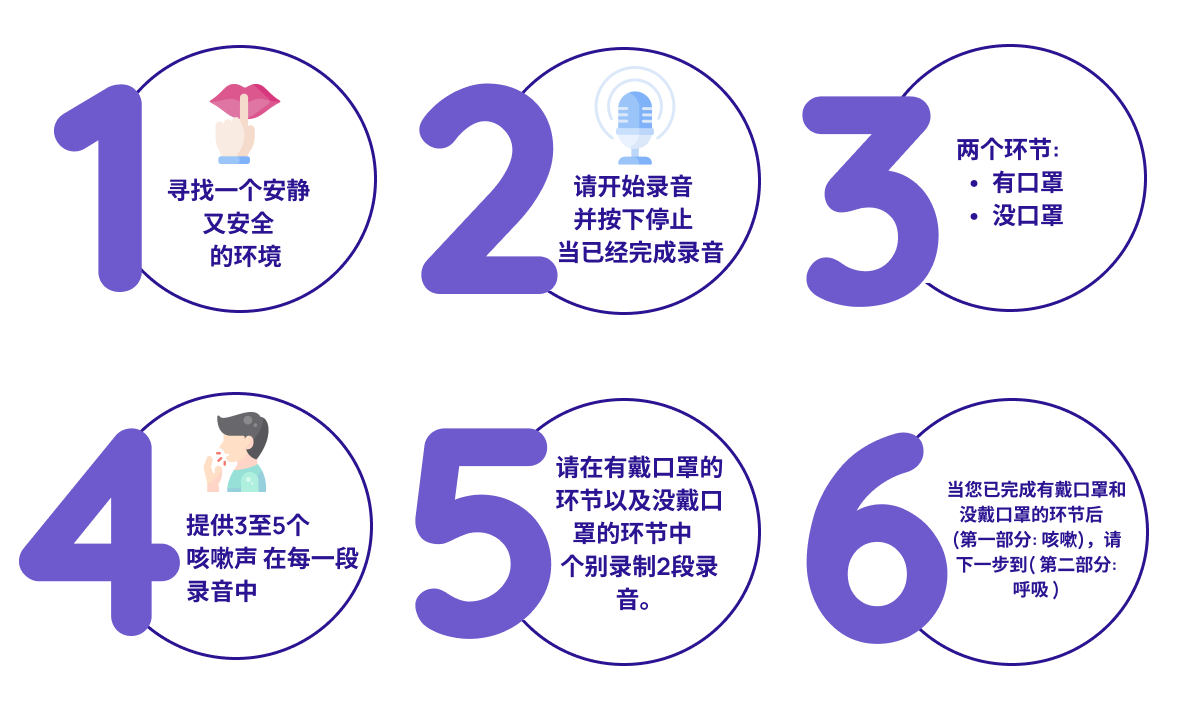 1
寻找一个安静
又安全
的环境
2
请开始录音
并按下停止
当已经完成录音
3
两个环节:
• 有口罩
• 没口罩
4
提供3至5个
咳嗽声 在每一段
录音中
5
请在有戴口罩的
环节以及没戴口
罩的环节中
个别录制2段录
音。
6
当您已完成有戴口罩和
没戴口罩的环节后
(第一部分: 咳嗽)，请
下一步到( 第二部分:
呼吸 )